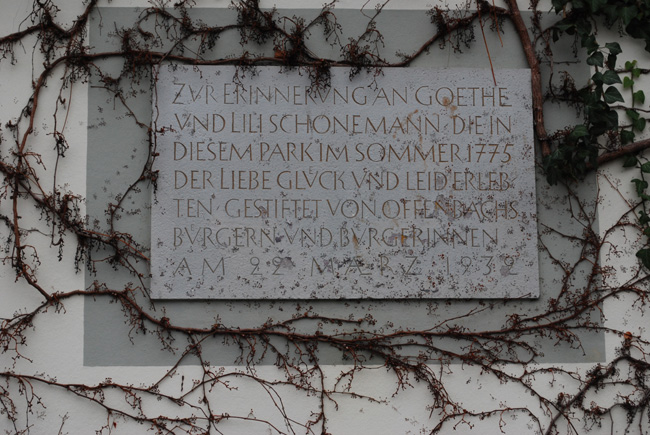 ZVR ERINNERVNG AN GOETHE
VND LILI SCHÖNEMANN DIE IN
DIESEM PARK IM SOMMER 1775
DER LIEBE GLVCK VND LEID ERLEB
TEN GESTIFTET VON OFFENBACHS
BVRGERN VND BVRGERINNEN
AM 22 MÆRZ 1932